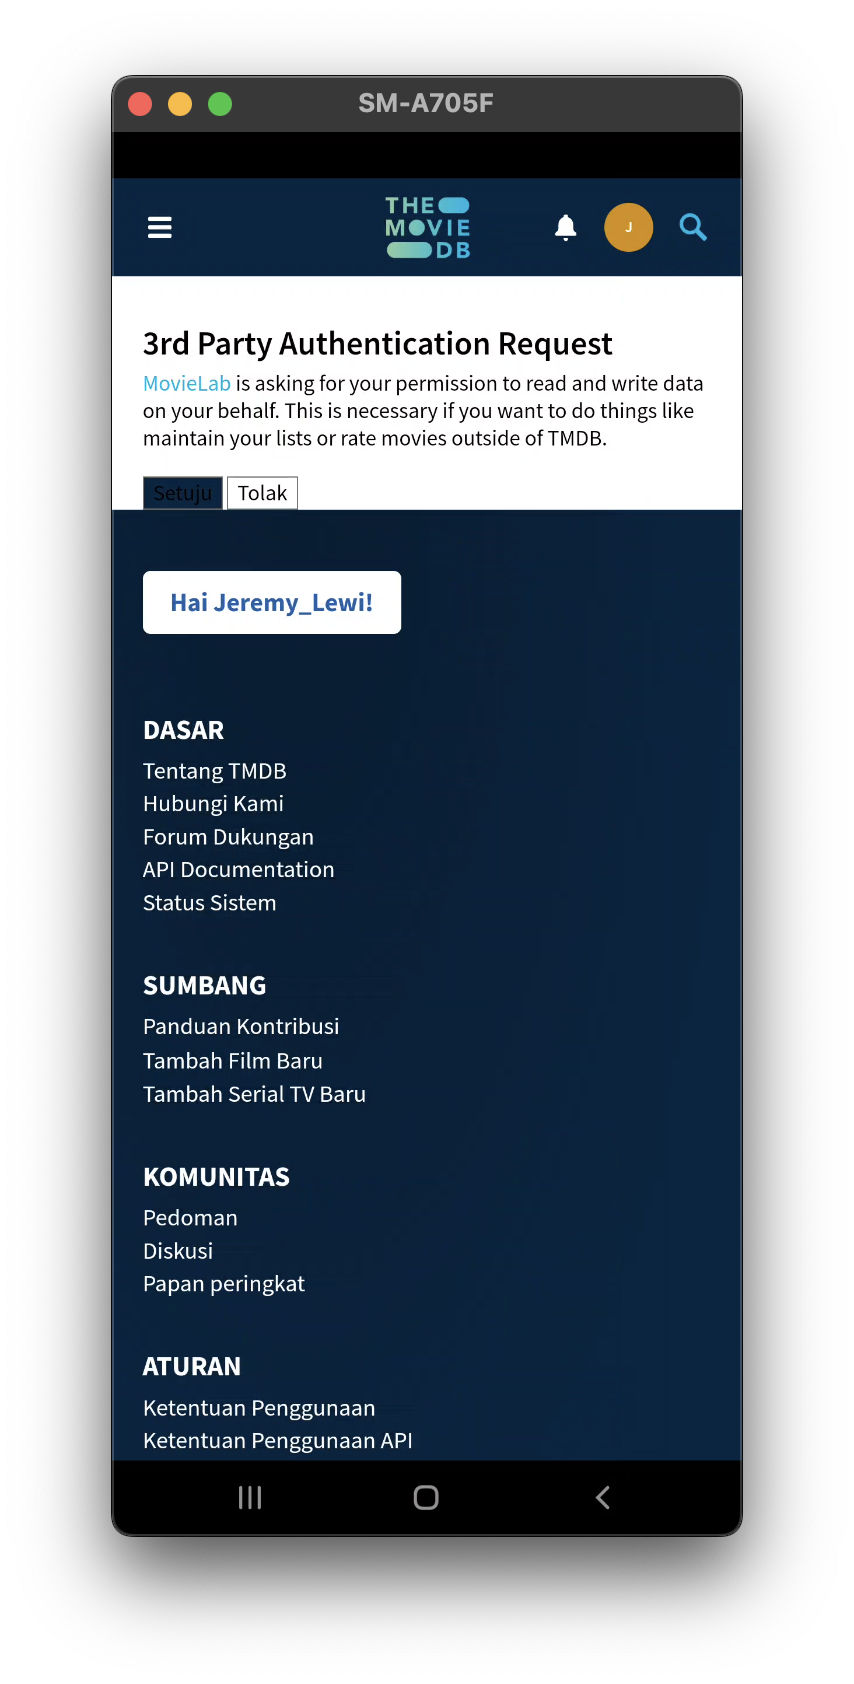 SM-A705F
THE
MOVIE
DB
J
3rd Party Authentication Request
MovieLab is asking for your permission to read and write data
on your behalf. This is necessary if you want to do things like
maintain your lists or rate movies outside of TMDB.
Setuju Tolak
Hai Jeremy_Lewi!
DASAR
Tentang TMDB
Hubungi Kami
Forum Dukungan
API Documentation
Status Sistem
SUMBANG
Panduan Kontribusi
Tambah Film Baru
Tambah Serial TV Baru
KOMUNITAS
Pedoman
Diskusi
Papan peringkat
ATURAN
Ketentuan Penggunaan
Ketentuan Penggunaan API